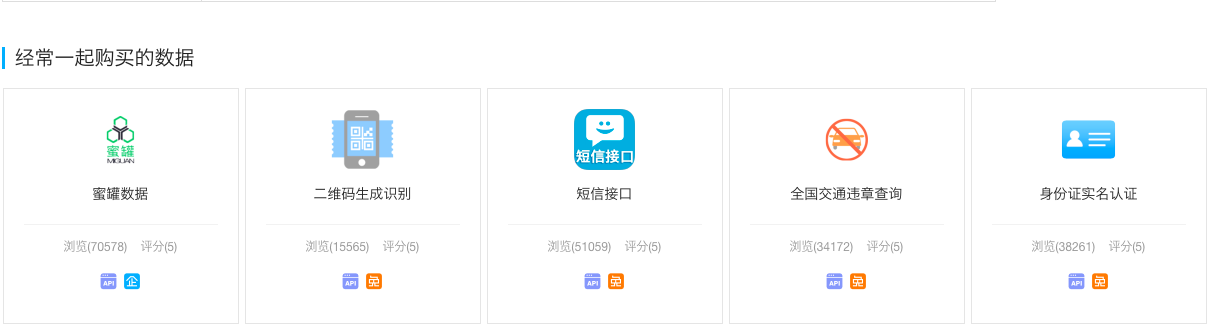 经常一起购买的数据
蜜罐
MIGUAN
蜜罐数据
浏览(70578) 评分(5)
API 企
二维码生成识别
浏览(15565) 评分(5)
API 免
短信接口
短信接口
浏览(51059) 评分(5)
API 免
全国交通违章查询
浏览(34172) 评分(5)
API 免
身份证实名认证
浏览(38261) 评分(5)
API 免